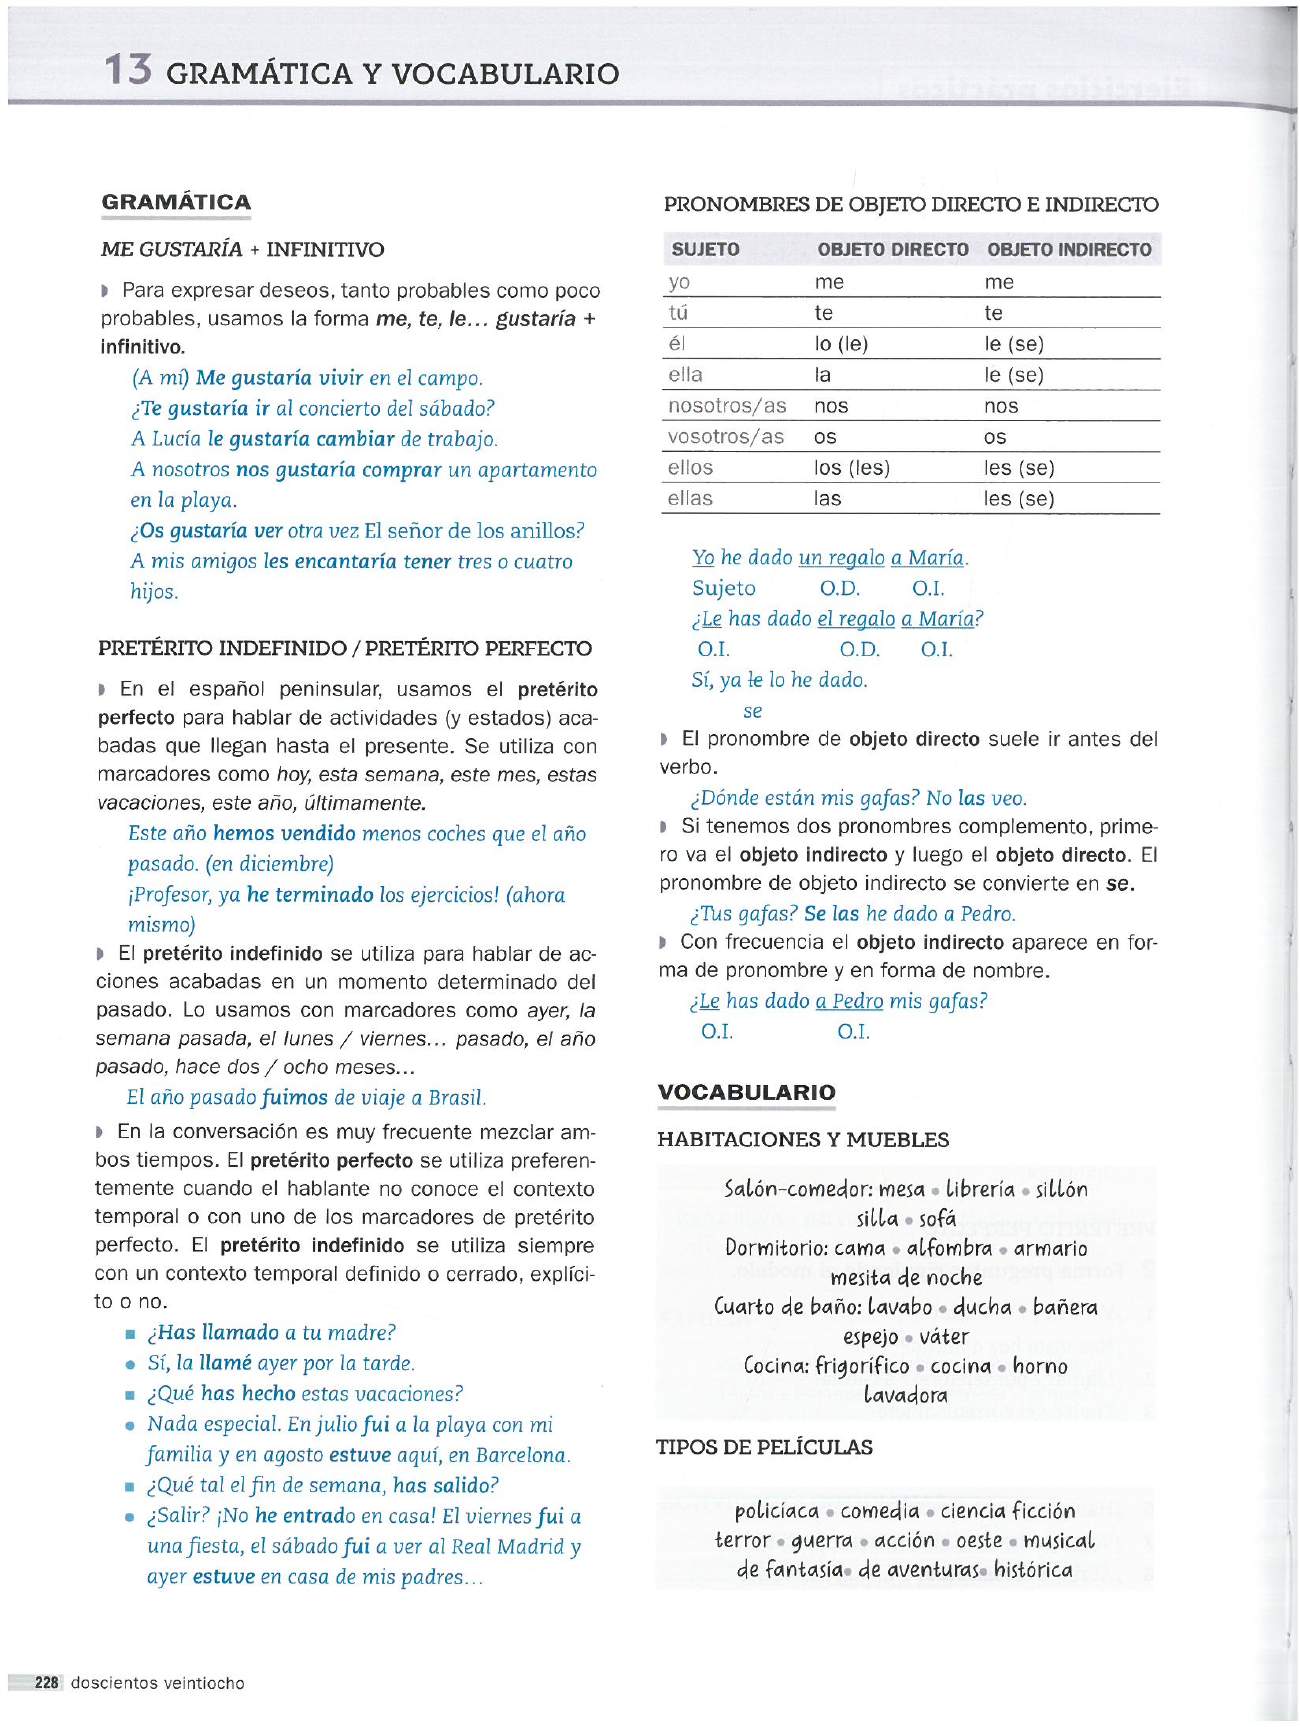 13 GRAMÁTICA Y VOCABULARIO
GRAMÁTICA
ME GUSTARÍA + INFINITIVO
Para expresar deseos, tanto probables como poco
probables, usamos la forma me, te, le... gustaría +
infinitivo.
(A mí) Me gustaría vivir en el campo.
¿Te gustaría ir al concierto del sábado?
A Lucía le gustaría cambiar de trabajo.
A nosotros nos gustaría comprar un apartamento
en la playa.
¿Os gustaría ver otra vez El señor de los anillos?
A mis amigos les encantaría tener tres o cuatro
hijos.
PRETÉRITO INDEFINIDO / PRETÉRITO PERFECTO
En el español peninsular, usamos el pretérito
perfecto para hablar de actividades (y estados) aca-
badas que llegan hasta el presente. Se utiliza con
marcadores como hoy, esta semana, este mes, estas
vacaciones, este año, últimamente.
Este año hemos vendido menos coches que el año
pasado. (en diciembre)
¡Profesor, ya he terminado los ejercicios! (ahora
mismo)
El pretérito indefinido se utiliza para hablar de ac-
ciones acabadas en un momento determinado del
pasado. Lo usamos con marcadores como ayer, la
semana pasada, el lunes / viernes... pasado, el año
pasado, hace dos / ocho meses...
El año pasado fuimos de viaje a Brasil.
En la conversación es muy frecuente mezclar am-
bos tiempos. El pretérito perfecto se utiliza preferen-
temente cuando el hablante no conoce el contexto
temporal o con uno de los marcadores de pretérito
perfecto. El pretérito indefinido se utiliza siempre
con un contexto temporal definido o cerrado, explíci-
to o no.
■ ¿Has llamado a tu madre?
● Sí, la llamé ayer por la tarde.
■ ¿Qué has hecho estas vacaciones?
● Nada especial. En julio fui a la playa con mi
familia y en agosto estuve aquí, en Barcelona.
■ ¿Qué tal el fin de semana, has salido?
● ¿Salir? ¡No he entrado en casa! El viernes fui a
una fiesta, el sábado fui a ver al Real Madrid y
ayer estuve en casa de mis padres...
PRONOMBRES DE OBJETO DIRECTO E INDIRECTO
SUJETO OBJETO DIRECTO OBJETO INDIRECTO
yo me me
tú te te
él lo (le) le (se)
ella la le (se)
nosotros/as nos nos
vosotros/as os os
ellos los (les) les (se)
ellas las les (se)
Yo he dado un regalo a María.
Sujeto O.D. O.I.
¿Le has dado el regalo a María?
O.I. O.D. O.I.
Sí, ya le lo he dado.
se
El pronombre de objeto directo suele ir antes del
verbo.
¿Dónde están mis gafas? No las veo.
Si tenemos dos pronombres complemento, prime-
ro va el objeto indirecto y luego el objeto directo. El
pronombre de objeto indirecto se convierte en se.
¿Tus gafas? Se las he dado a Pedro.
Con frecuencia el objeto indirecto aparece en for-
ma de pronombre y en forma de nombre.
¿Le has dado a Pedro mis gafas?
O.I. O.I.
VOCABULARIO
HABITACIONES Y MUEBLES
Salón-comedor: mesa ● librería ● sillón
silla ● sofá
Dormitorio: cama ● alfombra ● armario
mesita de noche
Cuarto de baño: lavabo ● ducha ● bañera
espejo ● váter
Cocina: frigorífico ● cocina ● horno
lavadora
TIPOS DE PELÍCULAS
policíaca ● comedia ● ciencia ficción
terror ● guerra ● acción ● oeste ● musical
de fantasía ● de aventuras ● histórica
228 doscientos veintiocho